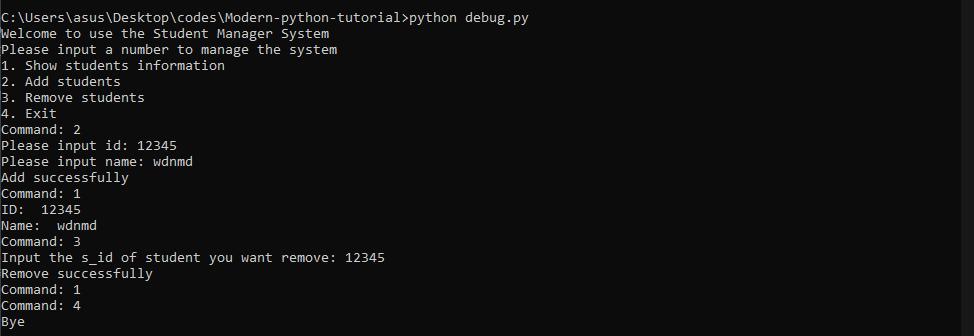 C:\Users\asus\Desktop\codes\Modern-python-tutorial>python debug.py
Welcome to use the Student Manager System
Please input a number to manage the system
1. Show students information
2. Add students
3. Remove students
4. Exit
Command: 2
Please input id: 12345
Please input name: wdnmd
Add successfully
Command: 1
ID:  12345
Name:  wdnmd
Command: 3
Input the s_id of student you want remove: 12345
Remove successfully
Command: 1
Command: 4
Bye